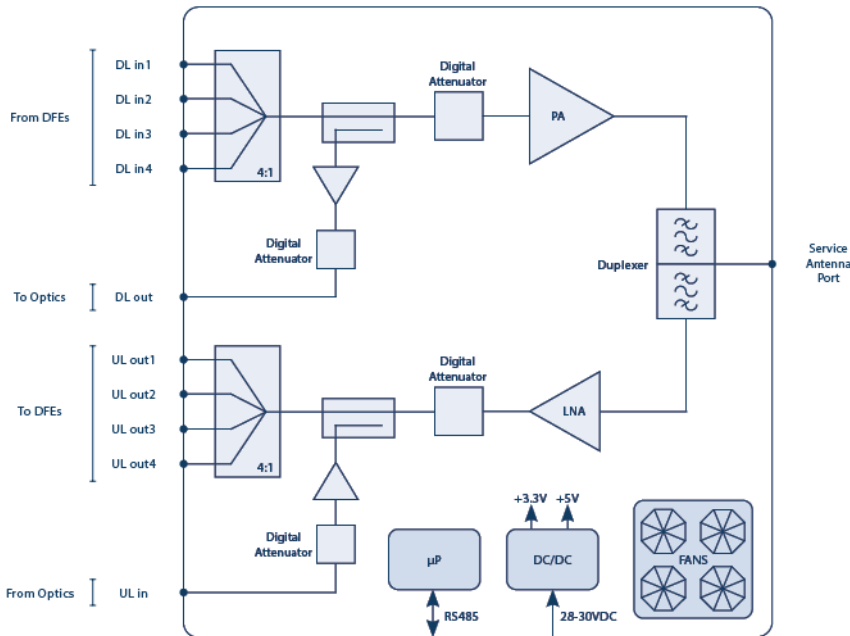 From DFEs
DL in1
DL in2
DL in3
DL in4
4:1
Digital
Attenuator
PA
Digital
Attenuator
To Optics
DL out
Duplexer
Service
Antenna
Port
To DFEs
UL out1
UL out2
UL out3
UL out4
4:1
Digital
Attenuator
LNA
Digital
Attenuator
From Optics
UL in
µP
RS485
+3.3V
+5V
DC/DC
28-30VDC
FANS